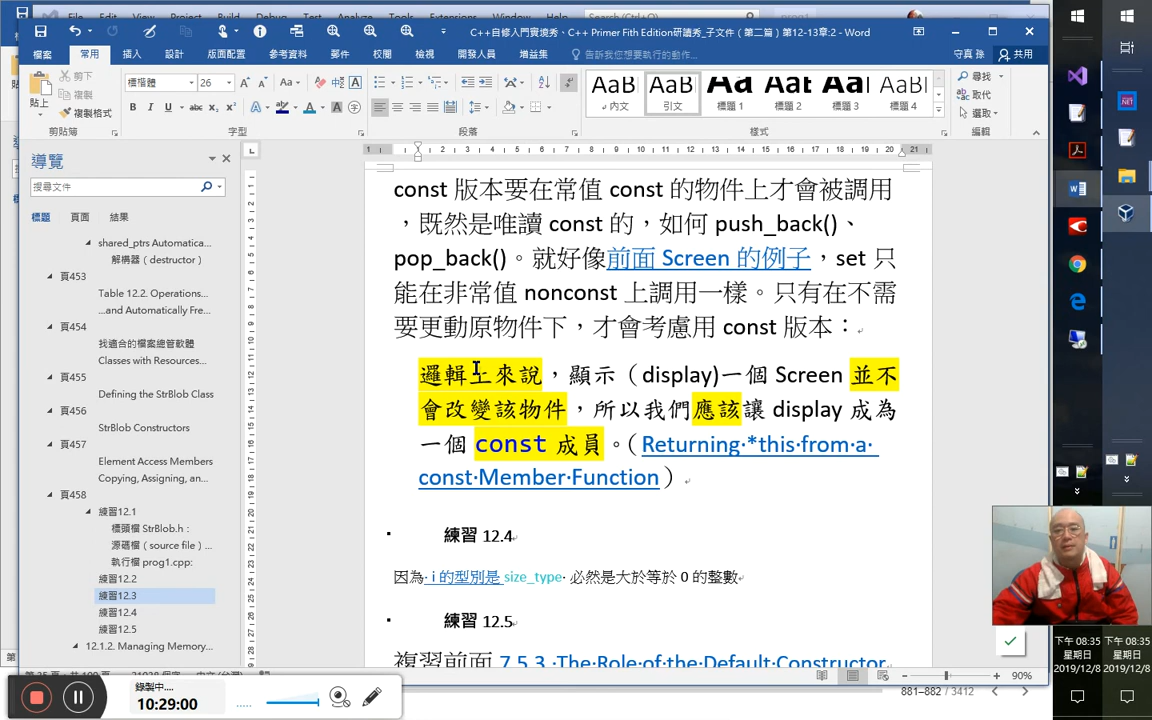 C++自修入門實境秀、C++ Primer Fith Edition研讀秀_子文件（第二篇）第12-13章:2 - Word
檔案 常用 插入 設計 版面配置 參考資料 郵件 校閱 檢視 開發人員 增益集 告訴我您想要執行的動作... 守真 孫 共用
貼上 剪下 複製 複製格式
標楷體 26
AaB AaB AaB AaB AaB AaBl
內文 引文 標題 1 標題 2 標題 3 標題 4
尋找 取代 選取
剪貼簿 字型 段落 樣式 編輯
導覽
搜尋文件
標題 頁面 結果
shared_ptrs Automatica...
解構器（destructor）
頁453
Table 12.2. Operations...
...and Automatically Fre...
頁454
找適合的檔案總管軟體
Classes with Resources...
頁455
Defining the StrBlob Class
頁456
StrBlob Constructors
頁457
Element Access Members
Copying, Assigning, an...
頁458
練習12.1
標頭檔 StrBlob.h：
源碼檔（source file）...
執行檔 prog1.cpp:
練習12.2
練習12.3
練習12.4
練習12.5
12.1.2. Managing Memory...
const 版本要在常值 const 的物件上才會被調用
，既然是唯讀 const 的，如何 push_back()、
pop_back()。就好像前面 Screen 的例子，set 只
能在非常值 nonconst 上調用一樣。只有在不需
要更動原物件下，才會考慮用 const 版本：
邏輯上來說，顯示（display)一個 Screen 並不
會改變該物件，所以我們應該讓 display 成為
一個 const 成員。（Returning *this from a
const Member Function）
練習 12.4
因為 i 的型別是 size_type 必然是大於等於 0 的整數
練習 12.5
複習前面 7.5.3. The Role of the Default Constructor
90%
881–882 / 3412
錄製中....
10:29:00
下午 08:35
星期日
2019/12/8
下午 08:35
星期日
2019/12/8